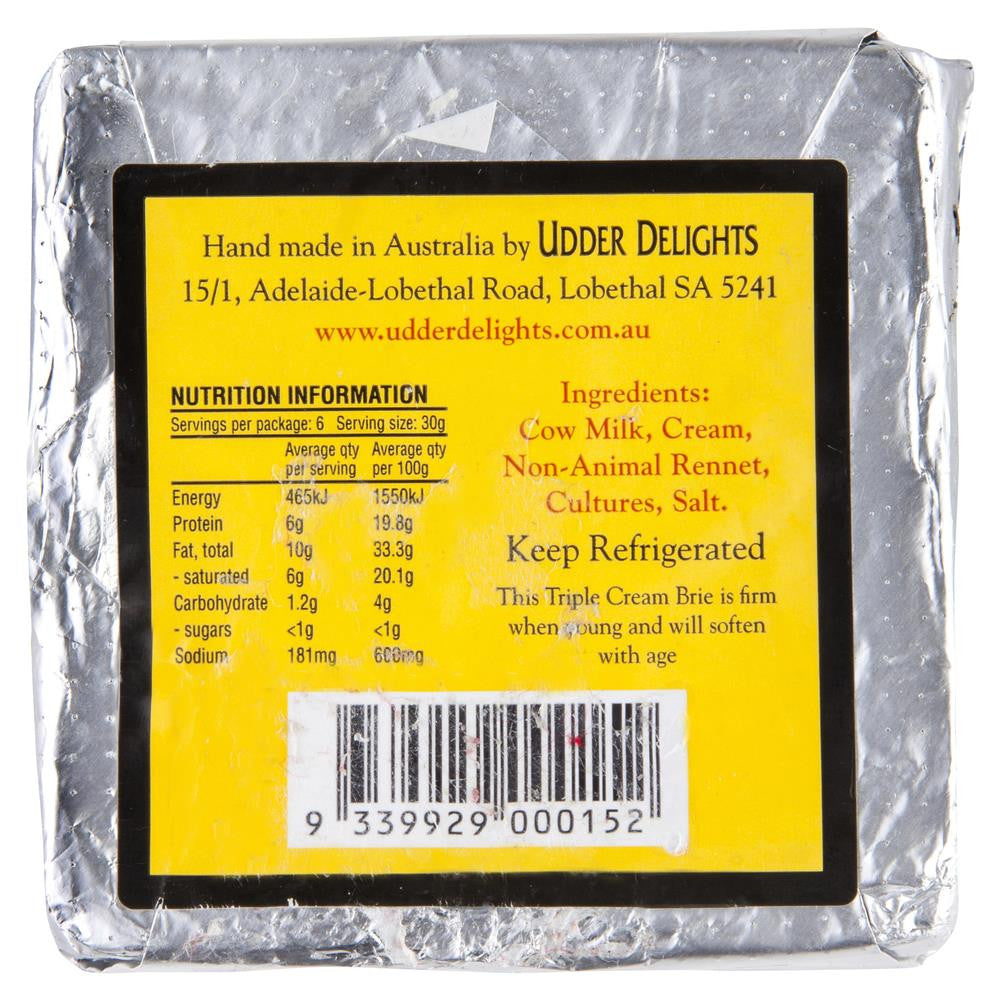 Hand made in Australia by UDDER DELIGHTS
15/1, Adelaide-Lobethal Road, Lobethal SA 5241
www.udderdelights.com.au
NUTRITION INFORMATION
Servings per package: 6 Serving size: 30g
Average qty per serving Average qty per 100g
Energy 465kJ 1550kJ
Protein 6g 19.8g
Fat, total 10g 33.3g
- saturated 6g 20.1g
Carbohydrate 1.2g 4g
- sugars <1g <1g
Sodium 181mg
Ingredients:
Cow Milk, Cream,
Non-Animal Rennet,
Cultures, Salt.
Keep Refrigerated
This Triple Cream Brie is firm
when young and will soften
with age
9 339929 000152